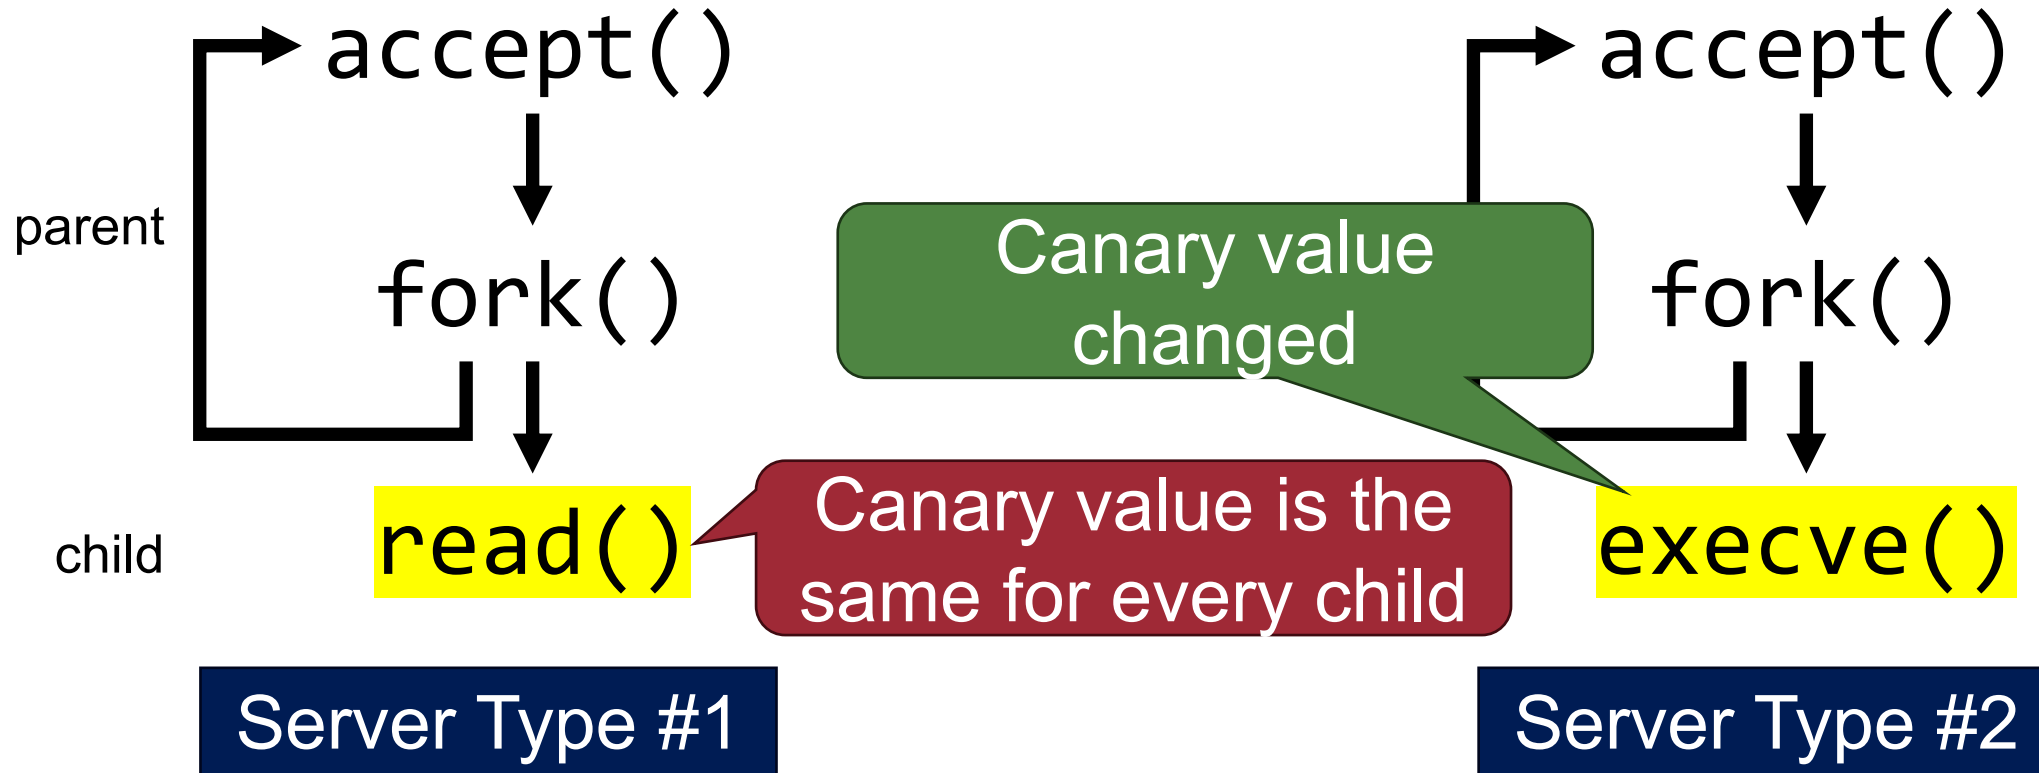 accept()
accept()
parent
Canary value
changed
fork()
fork()
child
read()
Canary value is the
same for every child
execve()
Server Type #1
Server Type #2